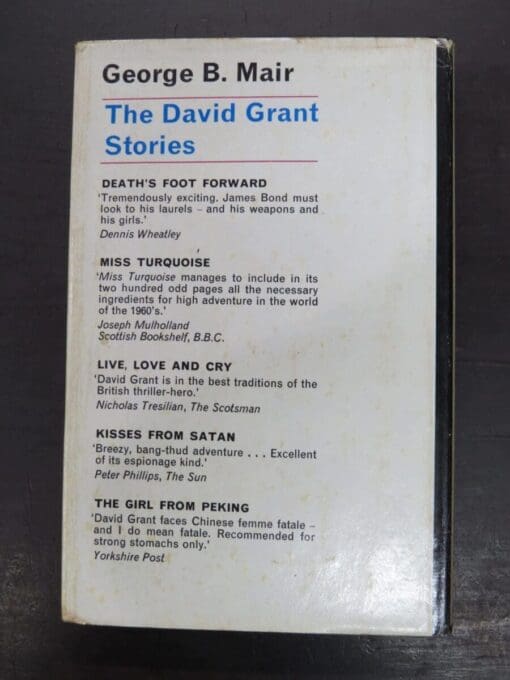 George B. Mair
The David Grant
Stories
DEATH'S FOOT FORWARD
'Tremendously exciting. James Bond must
look to his laurels – and his weapons and
his girls.'
Dennis Wheatley
MISS TURQUOISE
'Miss Turquoise manages to include in its
two hundred odd pages all the necessary
ingredients for high adventure in the world
of the 1960's.'
Joseph Mulholland
Scottish Bookshelf, B.B.C.
LIVE, LOVE AND CRY
'David Grant is in the best traditions of the
British thriller-hero.'
Nicholas Tresilian, The Scotsman
KISSES FROM SATAN
'Breezy, bang-thud adventure . . . Excellent
of its espionage kind.'
Peter Phillips, The Sun
THE GIRL FROM PEKING
'David Grant faces Chinese femme fatale –
and I do mean fatale. Recommended for
strong stomachs only.'
Yorkshire Post